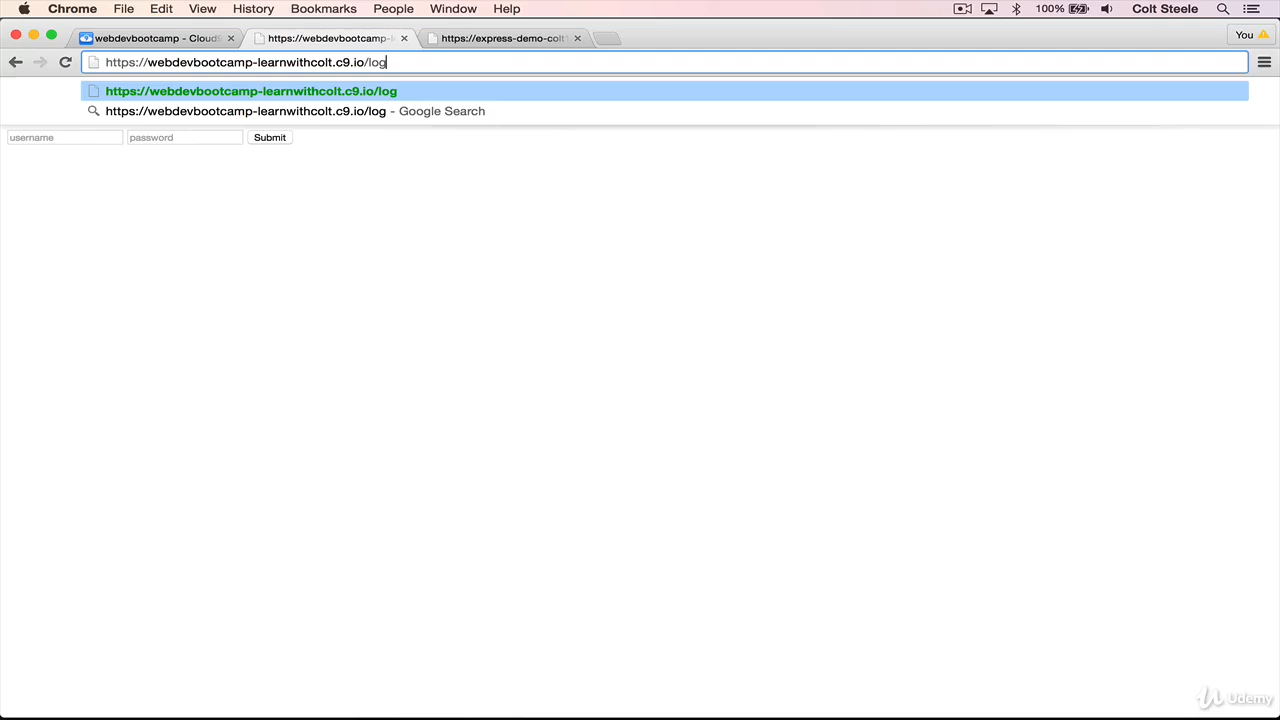 Chrome File Edit View History Bookmarks People Window Help 100% Colt Steele
webdevbootcamp - Cloud9 https://webdevbootcamp-l https://express-demo-colt You
https://webdevbootcamp-learnwithcolt.c9.io/log
https://webdevbootcamp-learnwithcolt.c9.io/log
https://webdevbootcamp-learnwithcolt.c9.io/log - Google Search
username password Submit
Udemy